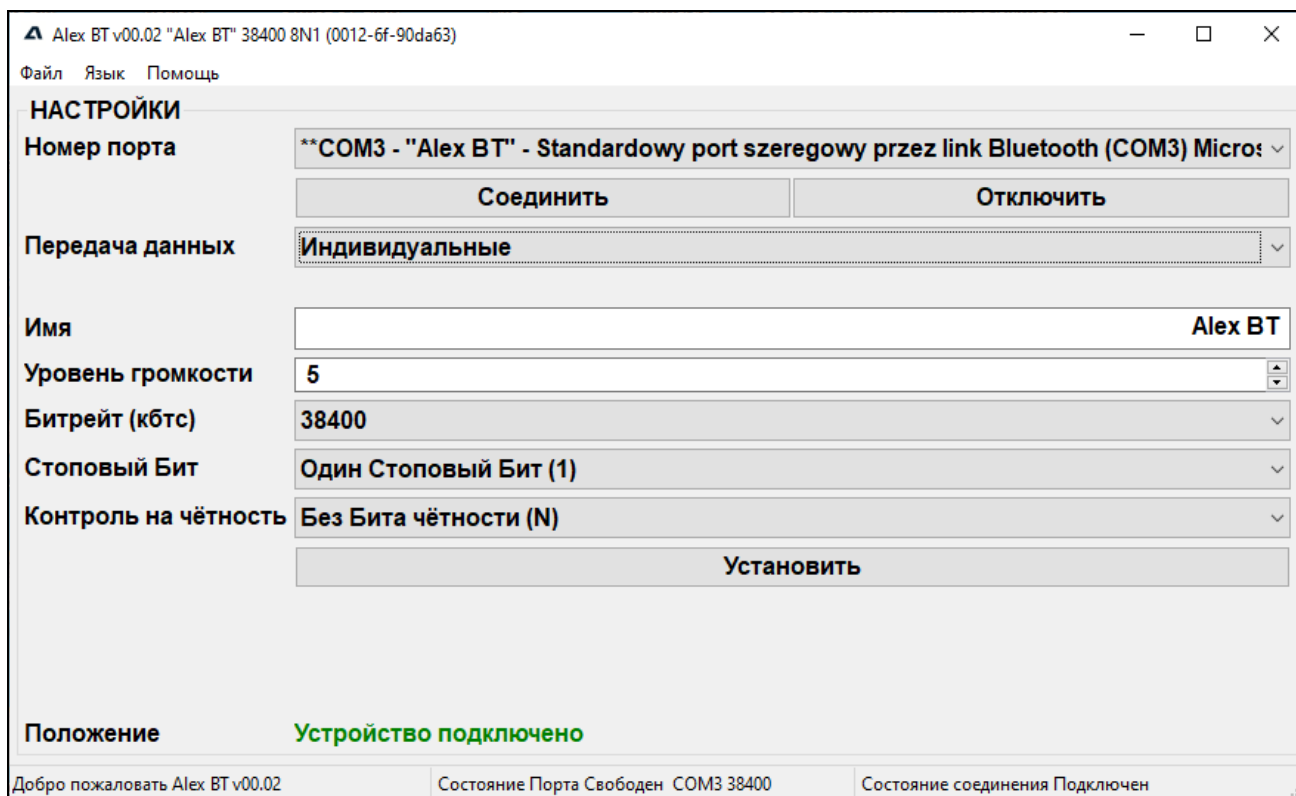 Alex BT v00.02 "Alex BT" 38400 8N1 (0012-6f-90da63)
Файл Язык Помощь
НАСТРОЙКИ
Номер порта **COM3 - "Alex BT" - Standardowy port szeregowy przez link Bluetooth (COM3) Micros
Соединить Отключить
Передача данных Индивидуальные
Имя Alex BT
Уровень громкости 5
Битрейт (кбтс) 38400
Стоповый Бит Один Стоповый Бит (1)
Контроль на чётность Без Бита чётности (N)
Установить
Положение Устройство подключено
Добро пожаловать Alex BT v00.02 Состояние Порта Свободен COM3 38400 Состояние соединения Подключен